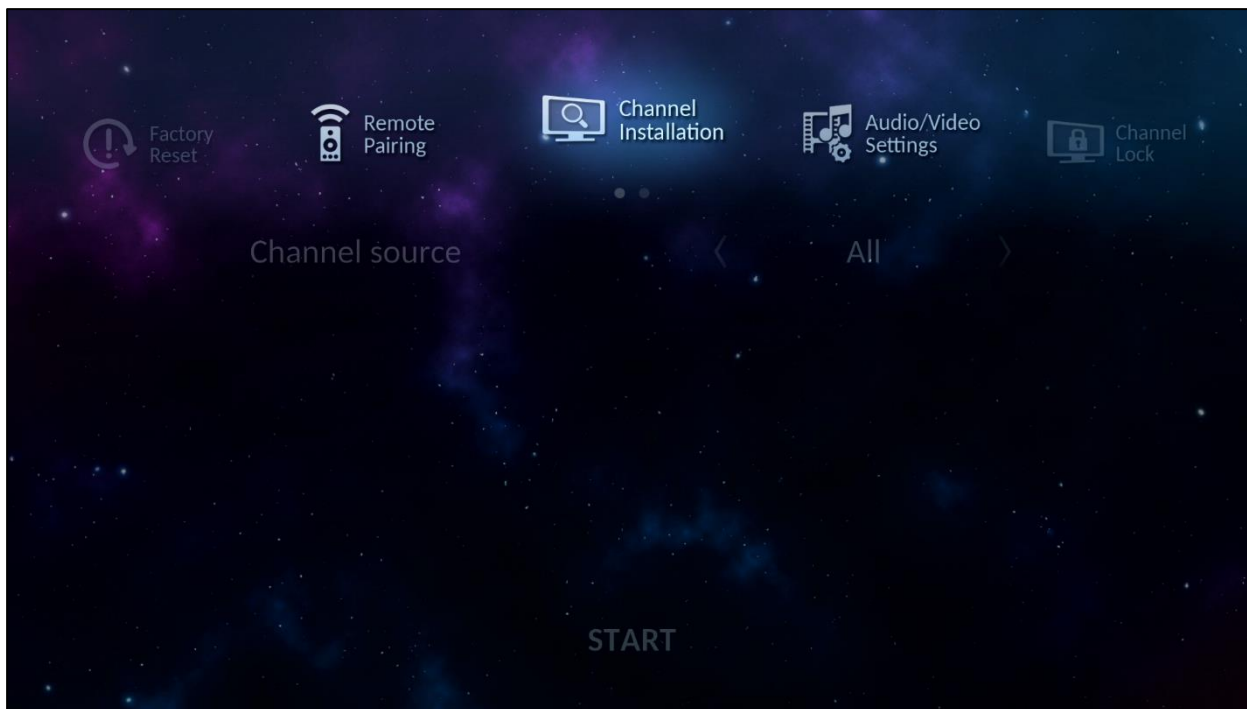 Factory
Reset
Remote
Pairing
Channel
Installation
Audio/Video
Settings
Channel
Lock
Channel source
All
START